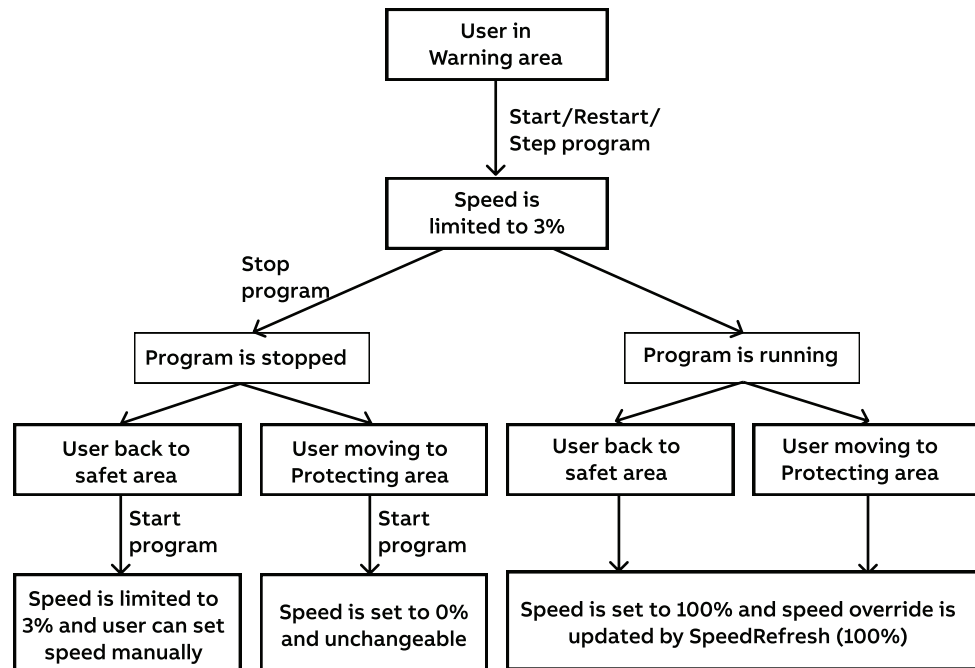 User in
Warning area
Start/Restart/
Step program
Speed is
limited to 3%
Stop
program
Program is stopped
Program is running
User back to
safet area
User moving to
Protecting area
User back to
safet area
User moving to
Protecting area
Start
program
Start
program
Speed is limited to
3% and user can set
speed manually
Speed is set to 0%
and unchangeable
Speed is set to 100% and speed override is
updated by SpeedRefresh (100%)